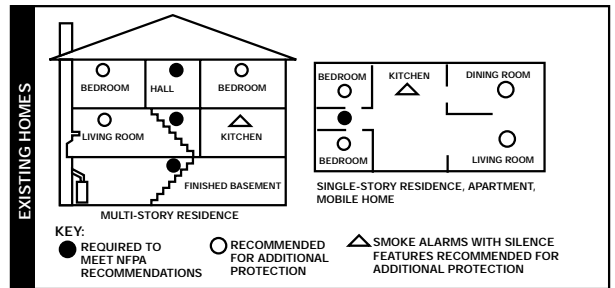 EXISTING HOMES
BEDROOM
HALL
BEDROOM
LIVING ROOM
KITCHEN
FINISHED BASEMENT
MULTI-STORY RESIDENCE
BEDROOM
KITCHEN
DINING ROOM
BEDROOM
LIVING ROOM
SINGLE-STORY RESIDENCE, APARTMENT,
MOBILE HOME
KEY:
REQUIRED TO
MEET NFPA
RECOMMENDATIONS
RECOMMENDED
FOR ADDITIONAL
PROTECTION
SMOKE ALARMS WITH SILENCE
FEATURES RECOMMENDED FOR
ADDITIONAL PROTECTION